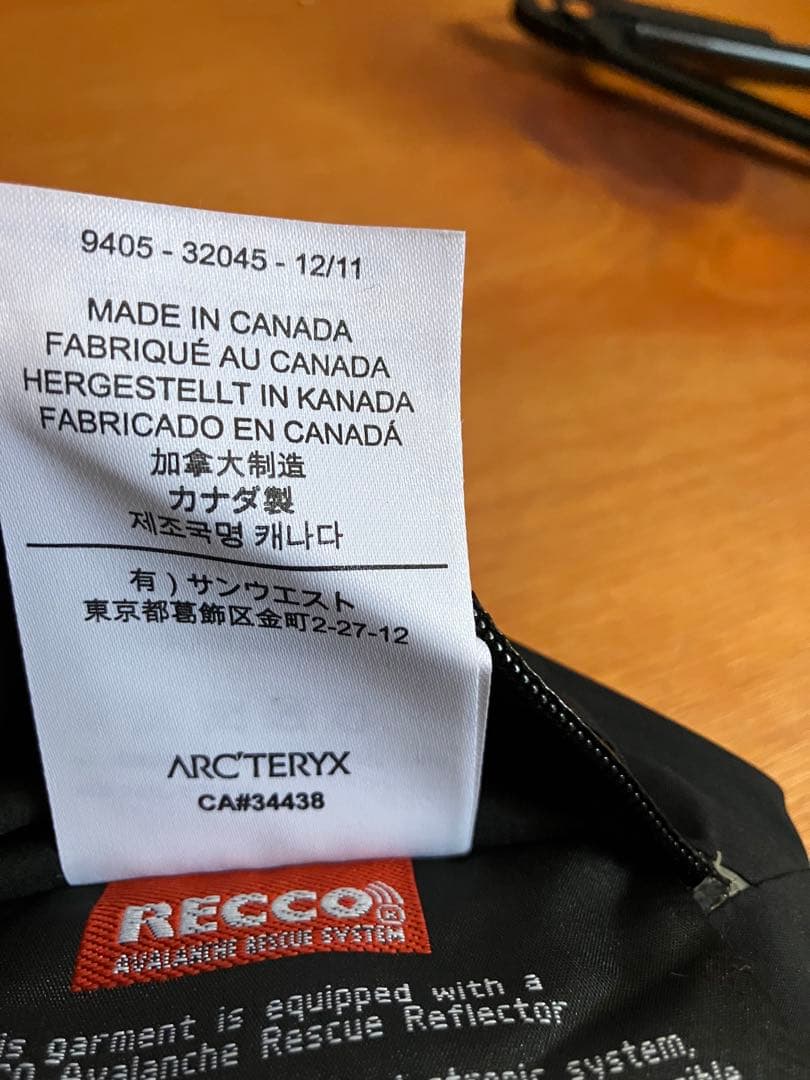 9405 - 32045 - 12/11
MADE IN CANADA
FABRIQUÉ AU CANADA
HERGESTELLT IN KANADA
FABRICADO EN CANADÁ
加拿大制造
カナダ製
제조국명 캐나다
有）サンウエスト
東京都葛飾区金町2-27-12
ARC'TERYX
CA#34438
RECCO
AVALANCHE RESCUE SYSTEM
garment is equipped with a
Avalanche Rescue Reflector
system,